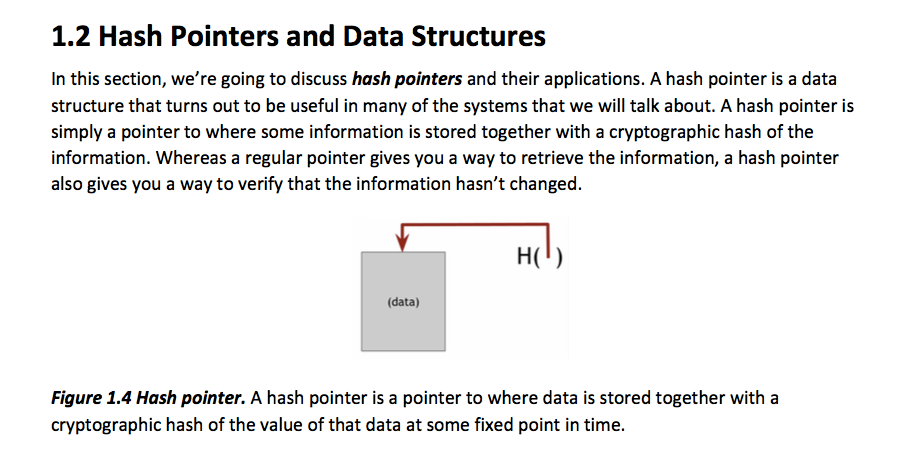 1.2 Hash Pointers and Data Structures
In this section, we’re going to discuss hash pointers and their applications. A hash pointer is a data
structure that turns out to be useful in many of the systems that we will talk about. A hash pointer is
simply a pointer to where some information is stored together with a cryptographic hash of the
information. Whereas a regular pointer gives you a way to retrieve the information, a hash pointer
also gives you a way to verify that the information hasn’t changed.
H( )
(data)
Figure 1.4 Hash pointer. A hash pointer is a pointer to where data is stored together with a
cryptographic hash of the value of that data at some fixed point in time.